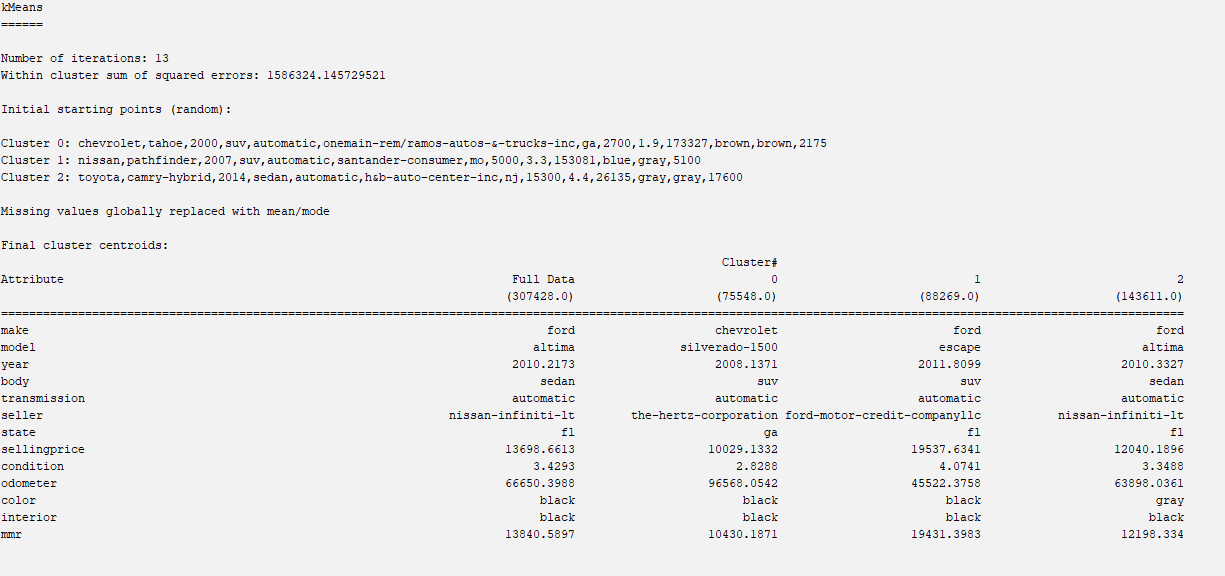 kMeans
======
Number of iterations: 13
Within cluster sum of squared errors: 1586324.145729521
Initial starting points (random):
Cluster 0: chevrolet,tahoe,2000,suv,automatic,onemain-rem/ramos-autos-&-trucks-inc,ga,2700,1.9,173327,brown,brown,2175
Cluster 1: nissan,pathfinder,2007,suv,automatic,santander-consumer,mo,5000,3.3,153081,blue,gray,5100
Cluster 2: toyota,camry-hybrid,2014,sedan,automatic,h&b-auto-center-inc,nj,15300,4.4,26135,gray,gray,17600
Missing values globally replaced with mean/mode
Final cluster centroids:
Cluster#
Attribute Full Data 0 1 2
(307428.0) (75548.0) (88269.0) (143611.0)
==========================================================================================================================================================================
make ford chevrolet ford ford
model altima silverado-1500 escape altima
year 2010.2173 2008.1371 2011.8099 2010.3327
body sedan suv suv sedan
transmission automatic automatic automatic automatic
seller nissan-infiniti-lt the-hertz-corporation ford-motor-credit-companyllc nissan-infiniti-lt
state fl ga fl fl
sellingprice 13698.6613 10029.1332 19537.6341 12040.1896
condition 3.4293 2.8288 4.0741 3.3488
odometer 66650.3988 96568.0542 45522.3758 63898.0361
color black black black gray
interior black black black black
mmr 13840.5897 10430.1871 19431.3983 12198.334